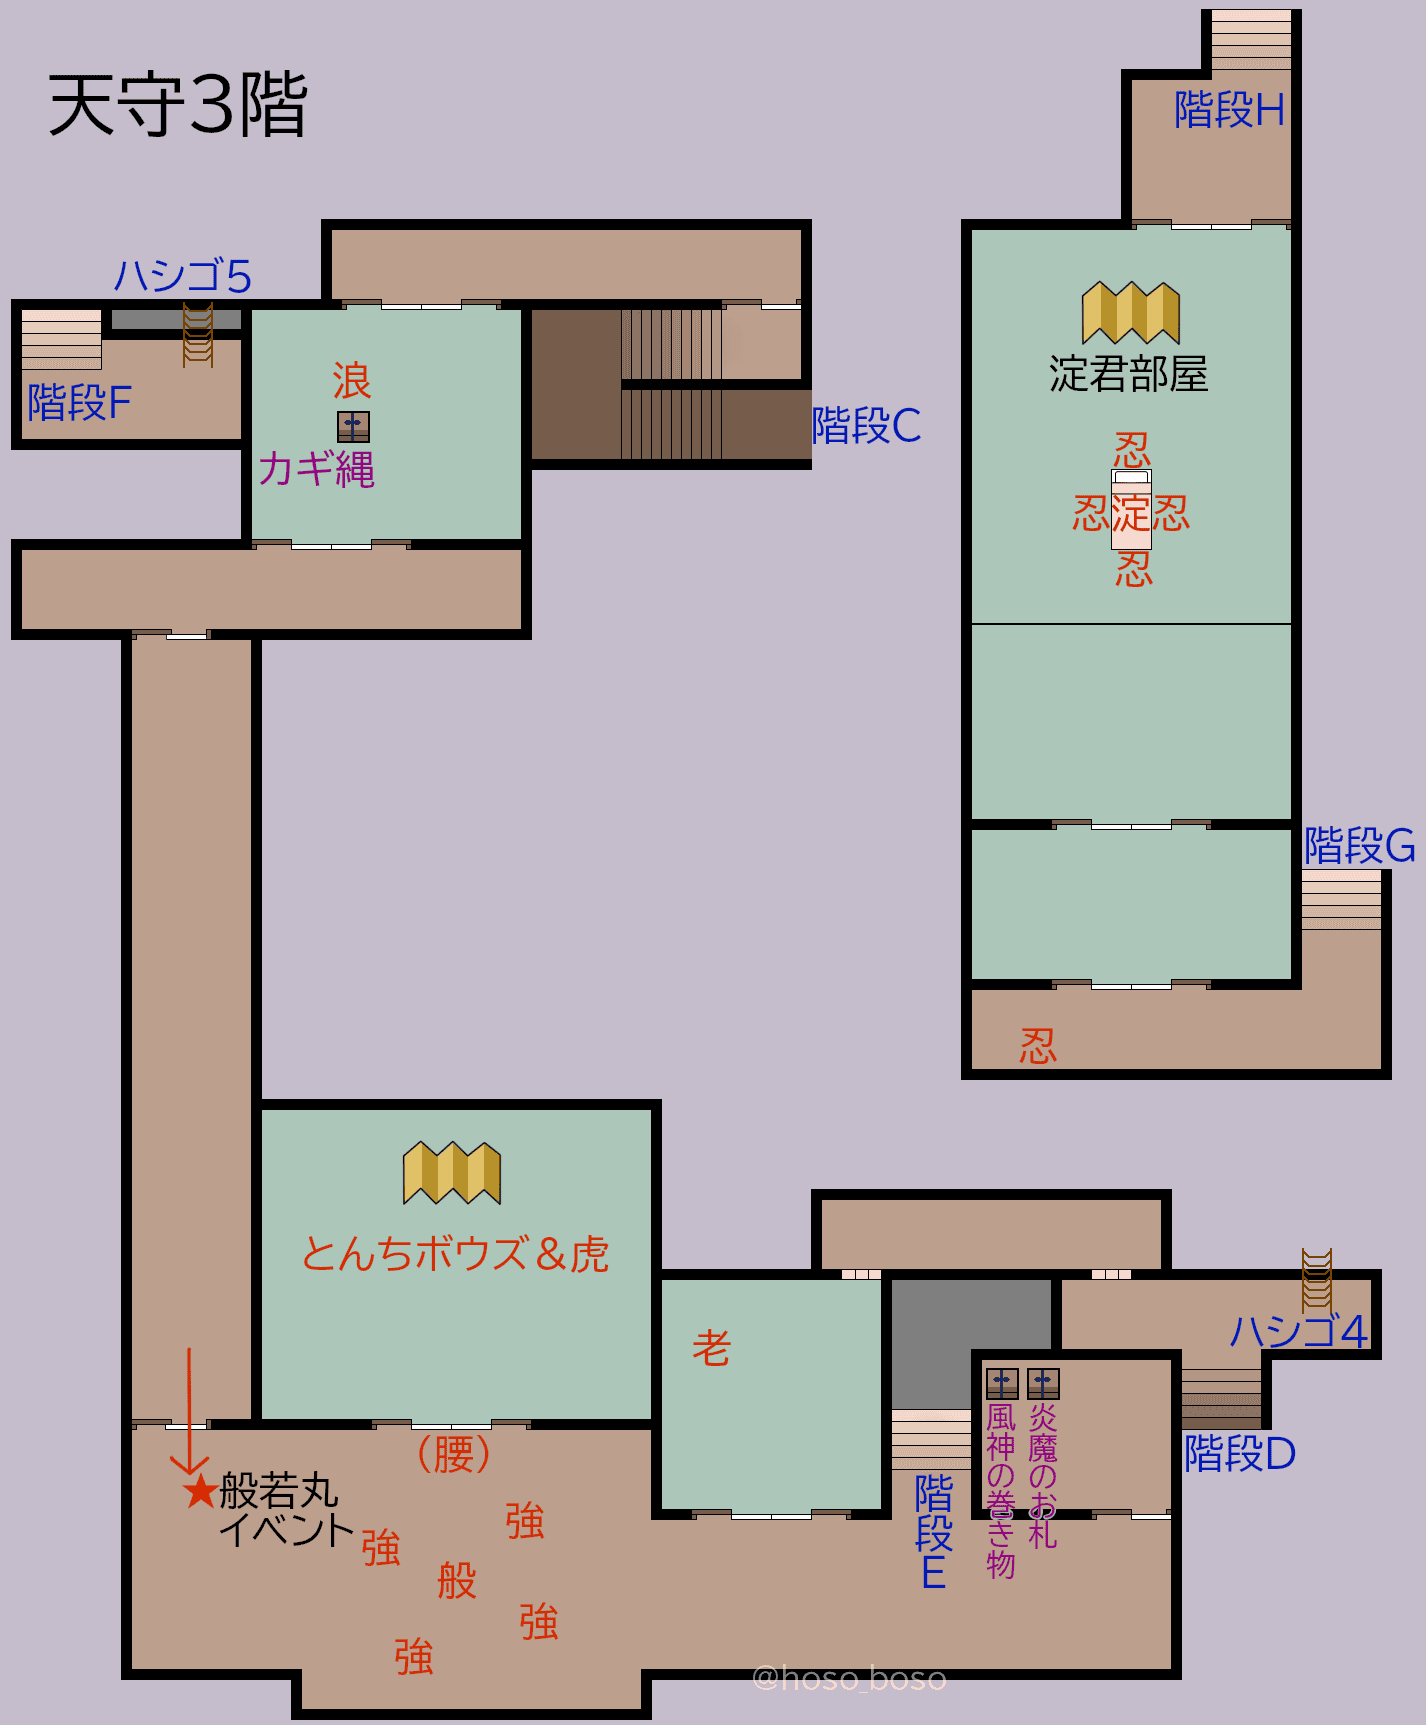 天守３階
階段H
ハシゴ5
階段F
浪
カギ縄
階段C
淀君部屋
忍
忍淀忍
忍
階段G
忍
とんちボウズ＆虎
(腰)
★般若丸
イベント
強
強
般
強
強
老
階段E
風神の巻き物
炎魔のお札
ハシゴ4
階段D
@hoso_boso